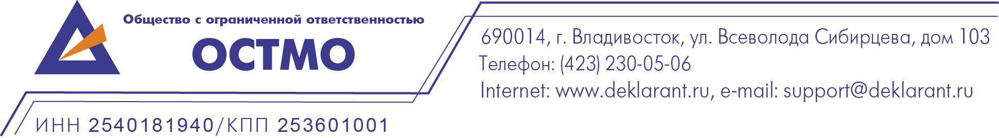 Общество с ограниченной ответственностью
ОСТМО
ИНН 2540181940/КПП 253601001
690014, г. Владивосток, ул. Всеволода Сибирцева, дом 103
Телефон: (423) 230-05-06
Internet: www.deklarant.ru, e-mail: support@deklarant.ru